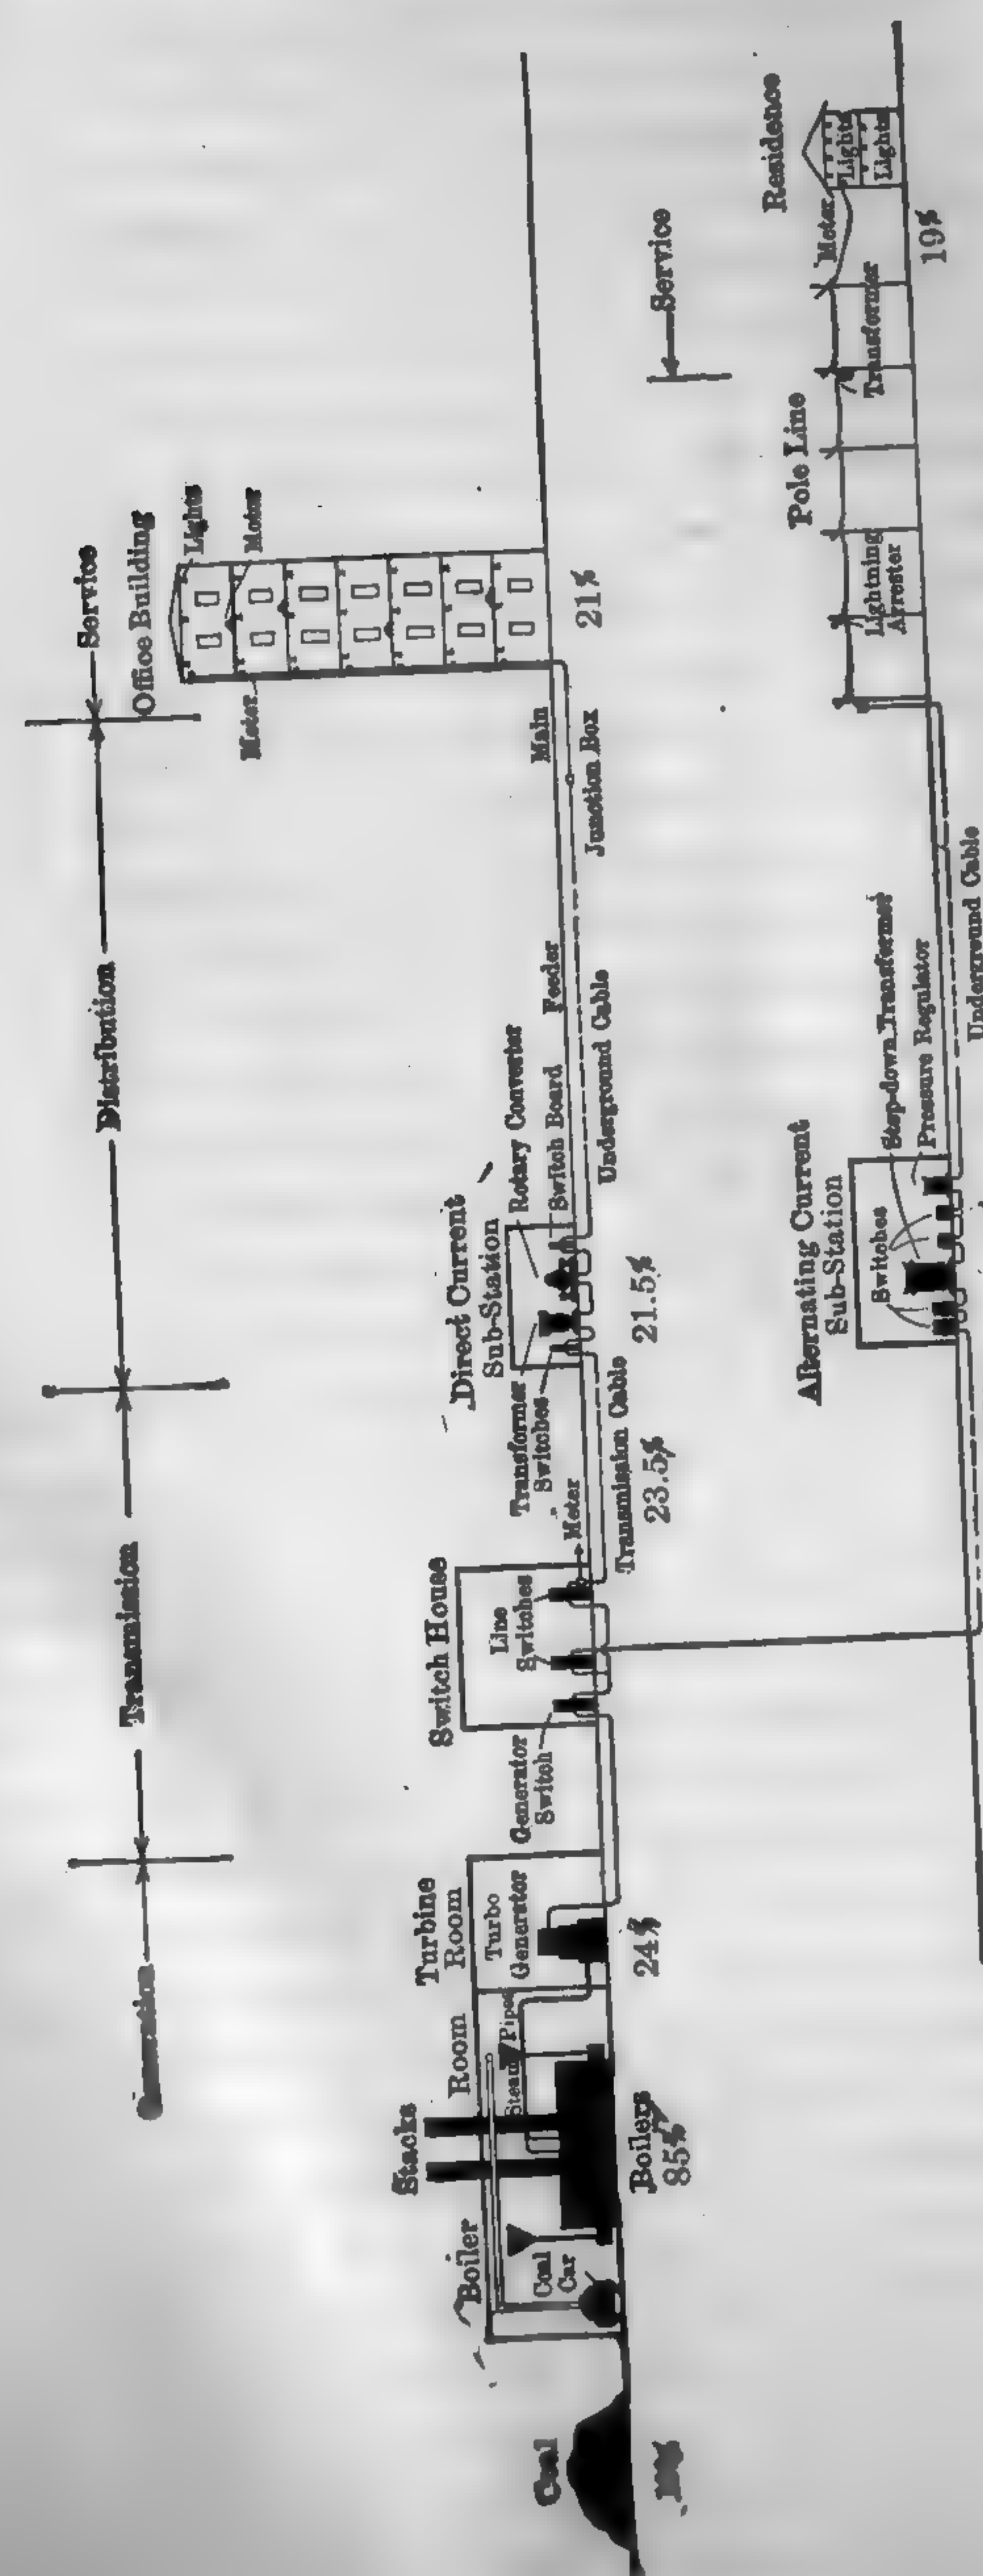 Generation
Transmission
Distribution
Service
Coal
Boiler
Room
Stacks
Coal
Car
Steam Pipes
Turbine
Room
Turbo
Generator
Generator
Switch
Switch House
Line
Switches
Meter
Direct Current
Sub-Station
Transformer
Switches
Rotary Converter
Switch Board
Feeder
Main
Office Building
Lights
Motor
Meter
Boilers
85%
24%
Transmission Cable
23.5%
21.5%
Underground Cable
Junction Box
21%
Service
Alternating Current
Sub-Station
Switches
Step-down Transformer
Pressure Regulator
Underground Cable
Pole Line
Lightning
Arrester
Transformer
Meter
Residence
Light
Light
19%